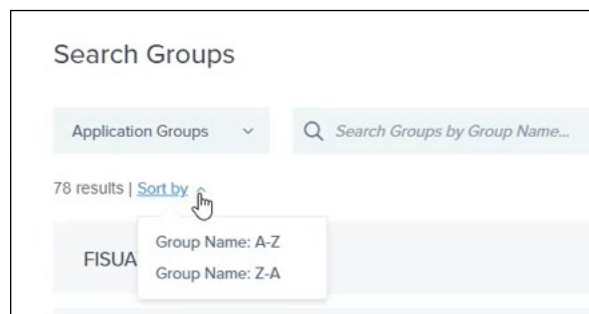 Search Groups
Application Groups
Search Groups by Group Name...
78 results | Sort by
Group Name: A-Z
FISUA
Group Name: Z-A